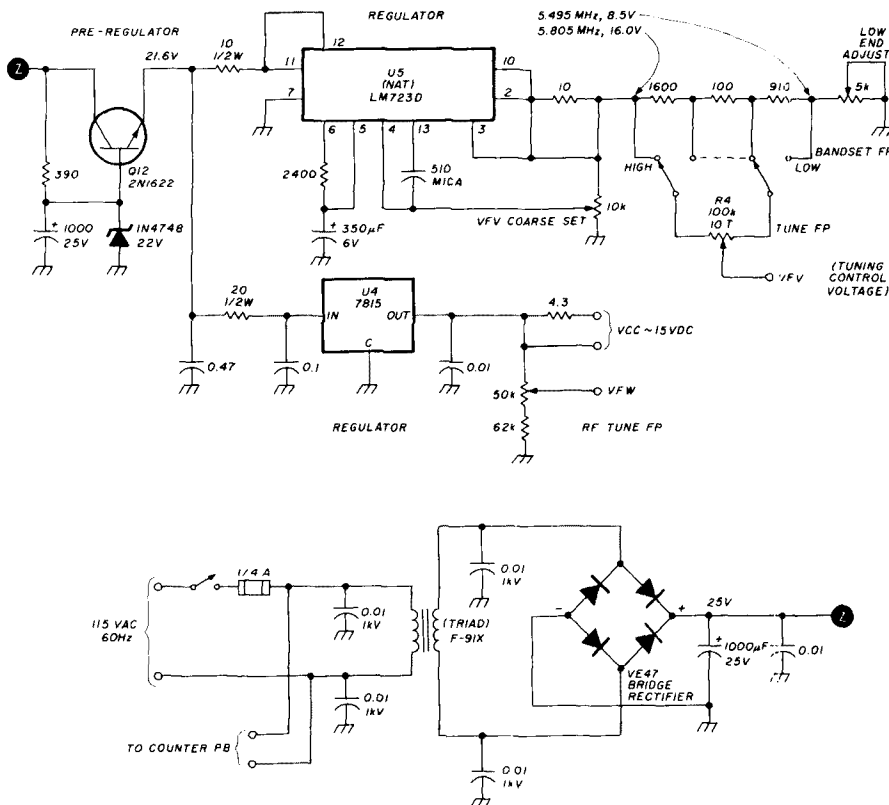 REGULATOR
5.495 MHz, 8.5V
5.805 MHz, 16.0V
LOW
END
ADJUST
PRE-REGULATOR
21.6V
10
1/2W
12
11
7
U5
(NAT)
LM723D
10
2
6
5
4
13
3
10
1600
100
910
5k
BANDSET FP
HIGH
LOW
Z
390
Q12
2N1622
1000
25V
+
1N4748
22V
2400
510
MICA
350µF
6V
+
VFV COARSE SET
10k
R4
100k
10 T
TUNE FP
VFV
(TUNING
CONTROL
VOLTAGE)
20
1/2W
U4
7815
IN
OUT
C
4.3
VCC ~ 15VDC
0.47
0.1
0.01
50k
VFW
62k
RF TUNE FP
REGULATOR
115 VAC
60Hz
1/4 A
0.01
1kV
0.01
1kV
(TRIAD)
F-91X
0.01
1kV
0.01
1kV
-
+
25V
VE47
BRIDGE
RECTIFIER
+
1000µF
25V
0.01
Z
TO COUNTER PB